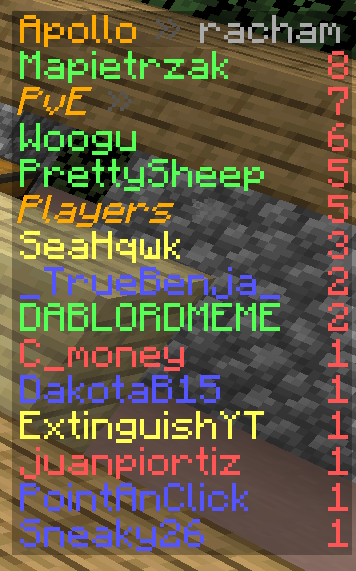 Apollo » racham
Mapietrzak 8
PvE » 7
Woogu 6
PrettySheep 5
Players 5
SeaHqwk 3
_TrueBenja_ 2
DABLORDMEME 2
C_money 1
DakotaB15 1
ExtinguishYT 1
juanpiortiz 1
PointAnClick 1
Sneaky26 1